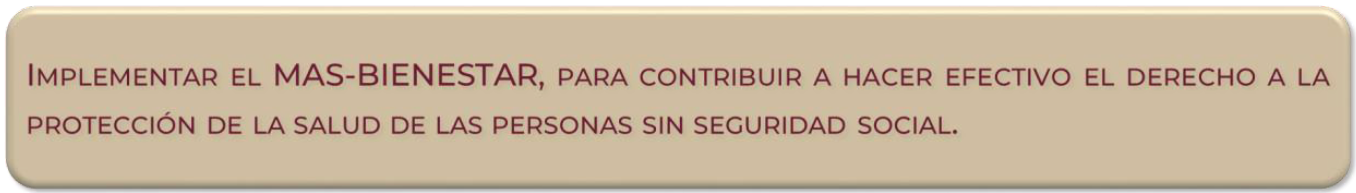 Implementar el MAS-BIENESTAR, para contribuir a hacer efectivo el derecho a la
protección de la salud de las personas sin seguridad social.